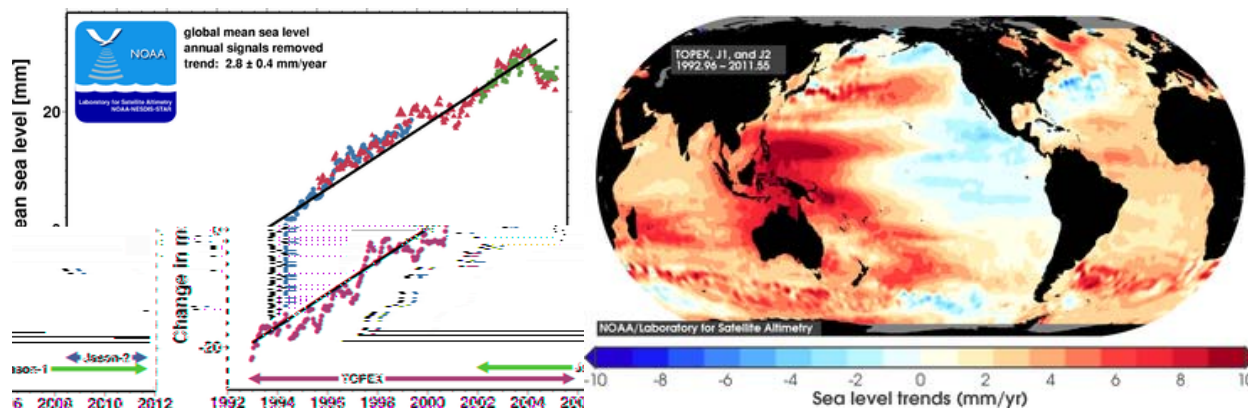 NOAA
Laboratory for Satellite Altimetry
NOAA-NESDIS-STAR
global mean sea level
annual signals removed
trend: 2.8 ± 0.4 mm/year
ean sea level [mm]
20
Change in m
-20
Jason-2
ason-1
TOPEX
6 2008 2010 2012
1992 1994 1996 1998 2000 2002 2004 200
TOPEX, J1, and J2
1992.96 – 2011.55
NOAA/Laboratory for Satellite Altimetry
-10 -8 -6 -4 -2 0 2 4 6 8 10
Sea level trends (mm/yr)